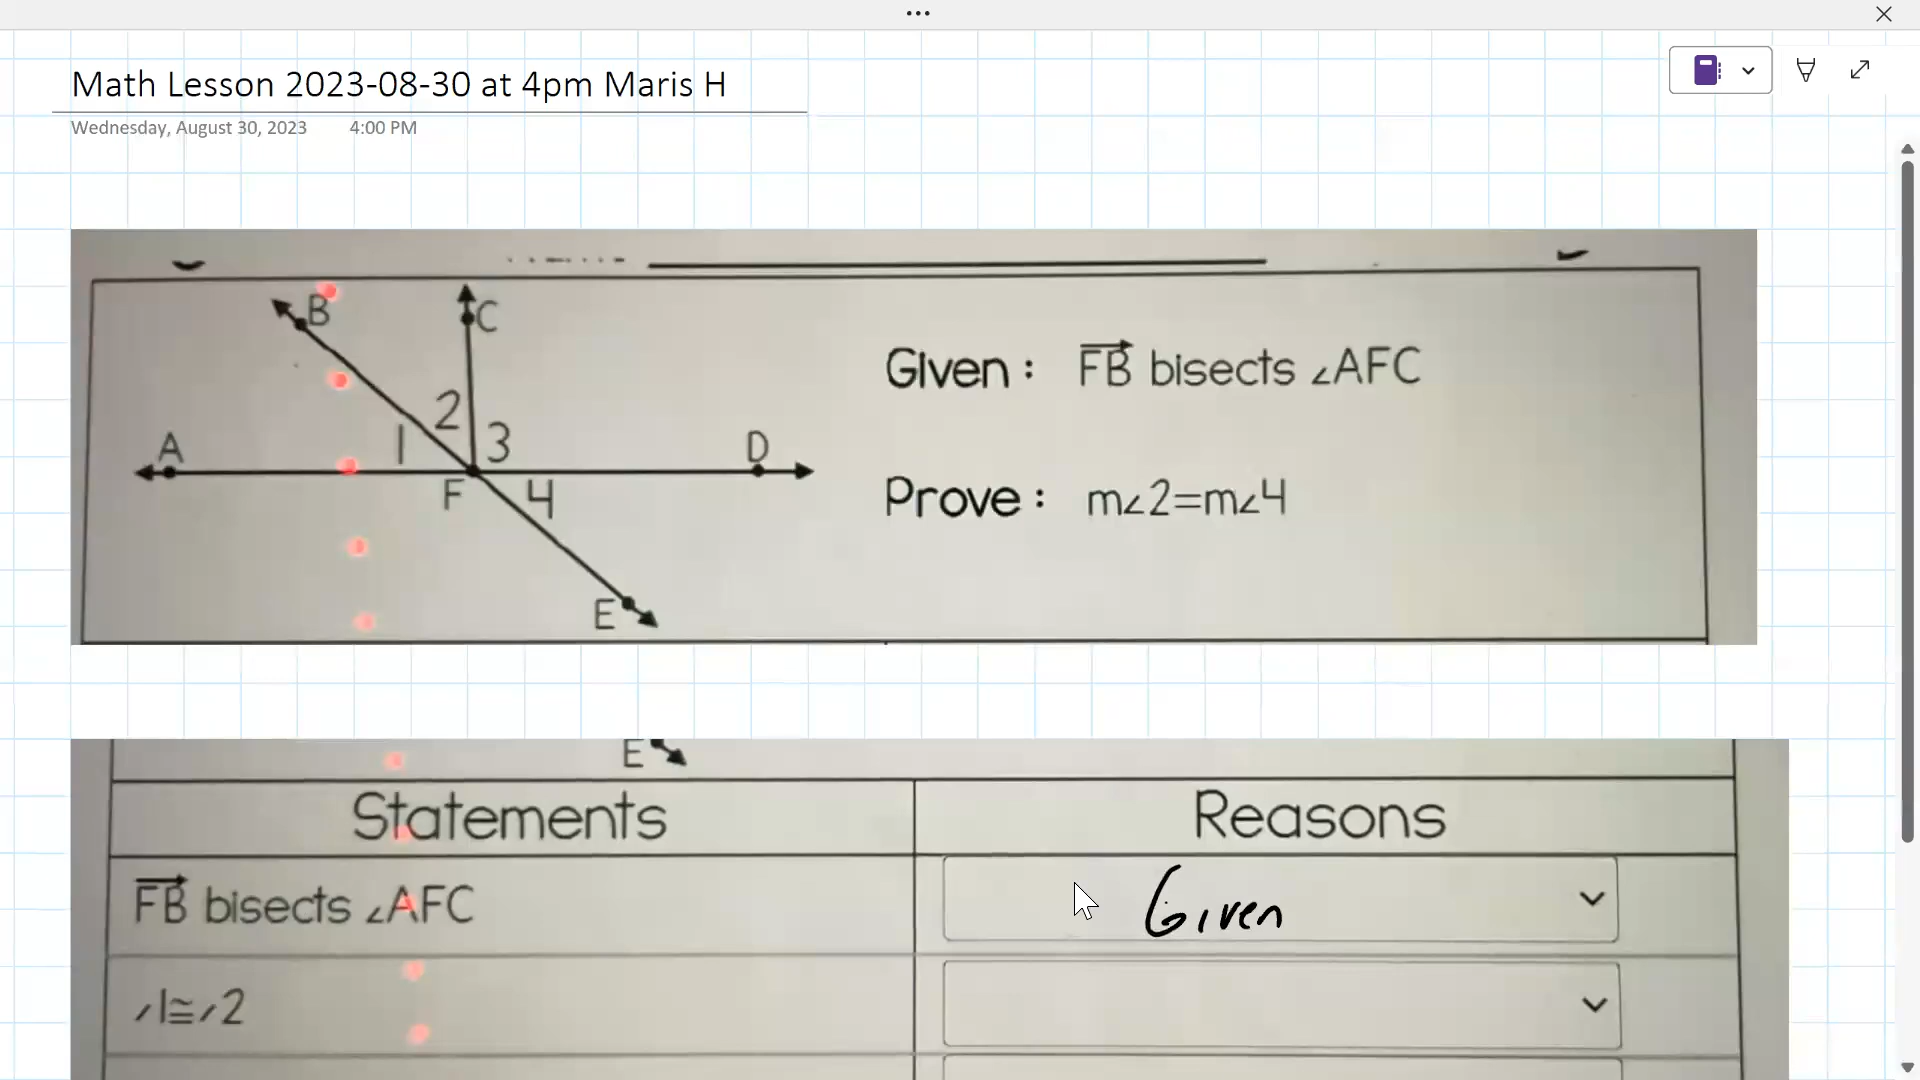 Math Lesson 2023-08-30 at 4pm Maris H
Wednesday, August 30, 2023 4:00 PM
B
C
Given : FB bisects ∠AFC
2
A 1 3 D
F 4
Prove : m∠2=m∠4
E
E
Statements Reasons
FB bisects ∠AFC Given
∠1≅∠2